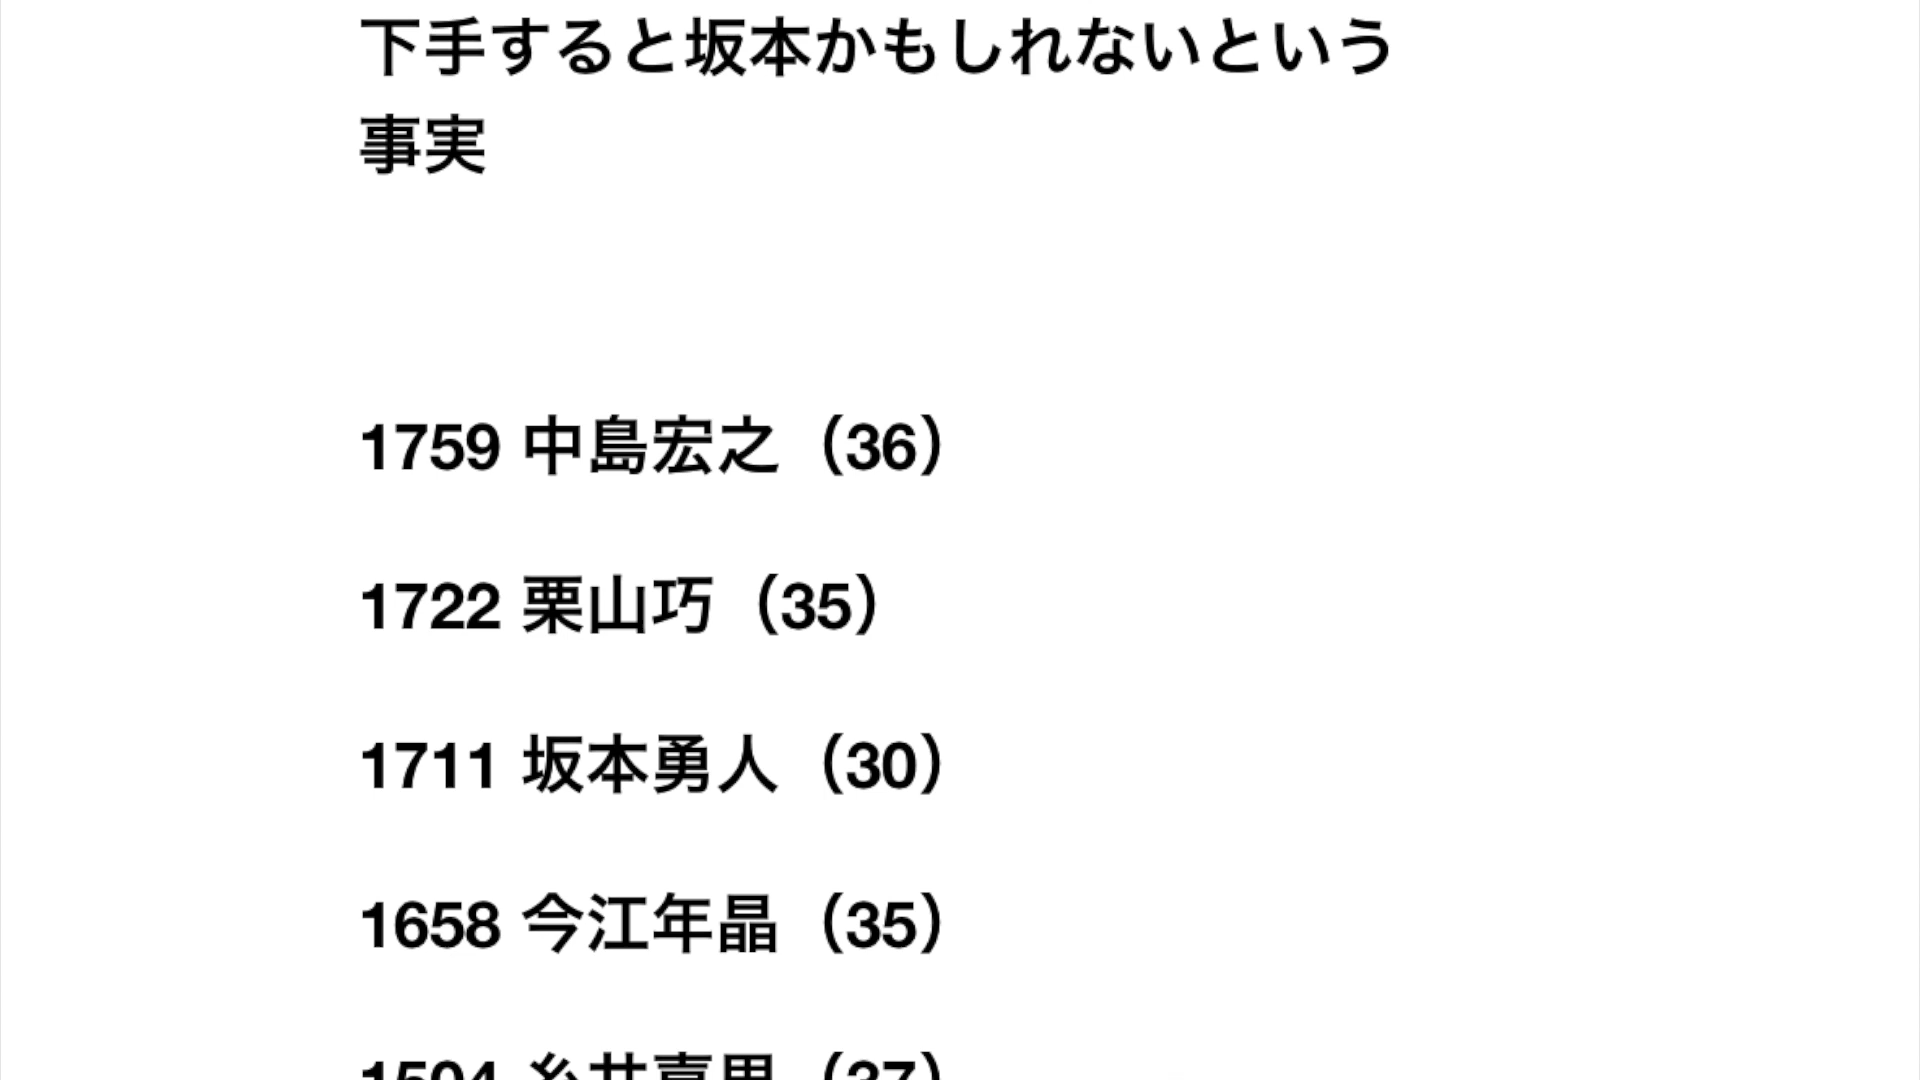 下手すると坂本かもしれないという
事実
1759 中島宏之（36）
1722 栗山巧（35）
1711 坂本勇人（30）
1658 今江年晶（35）